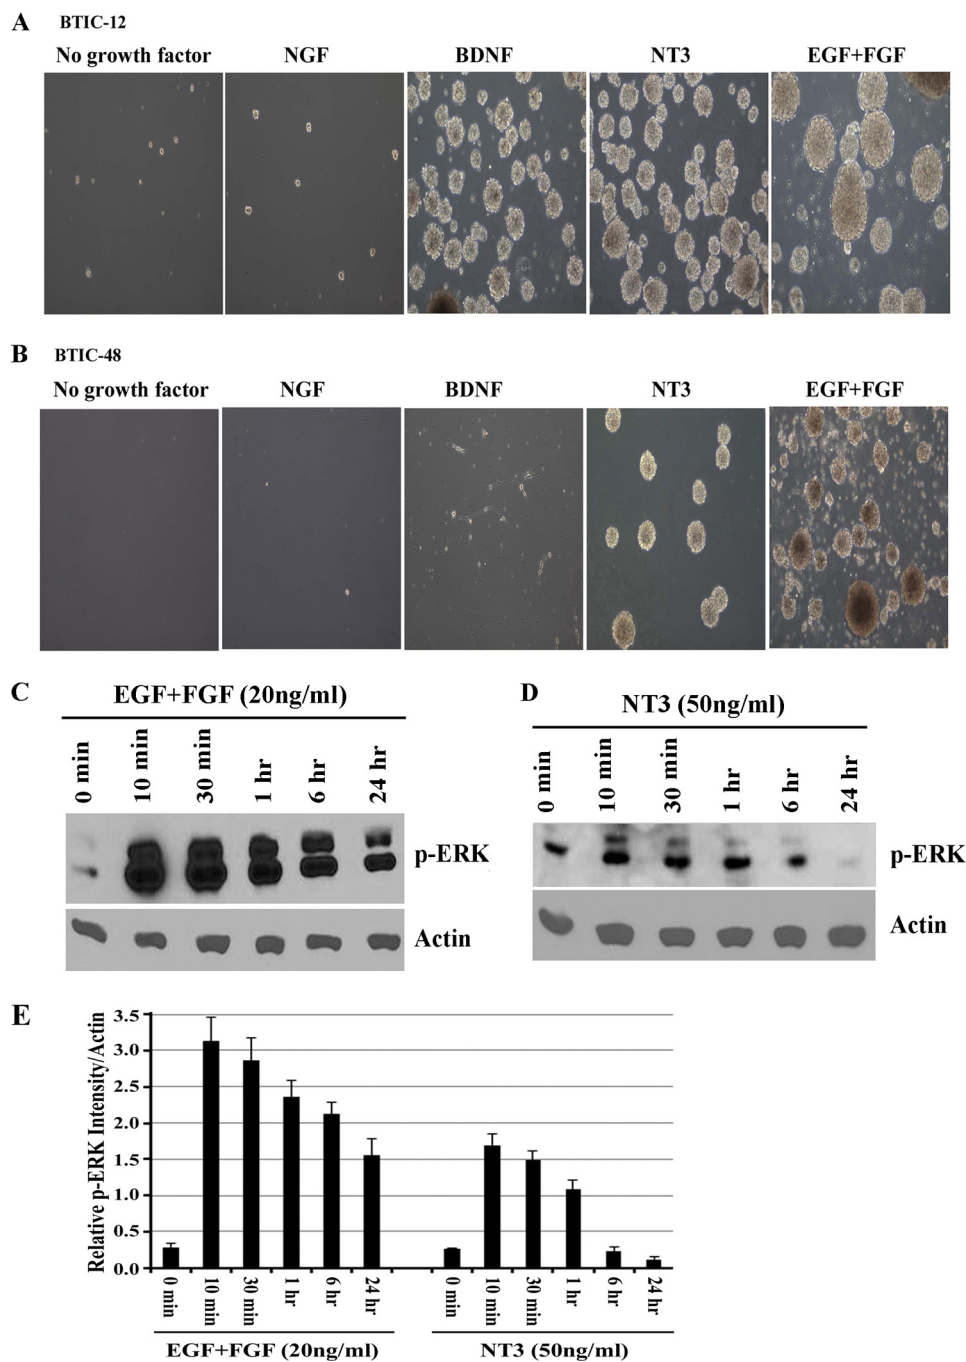 A BTIC-12
No growth factor NGF BDNF NT3 EGF+FGF
B BTIC-48
No growth factor NGF BDNF NT3 EGF+FGF
C EGF+FGF (20ng/ml)
0 min 10 min 30 min 1 hr 6 hr 24 hr
p-ERK
Actin
D NT3 (50ng/ml)
0 min 10 min 30 min 1 hr 6 hr 24 hr
p-ERK
Actin
E
Relative p-ERK Intensity/Actin
3.5
3.0
2.5
2.0
1.5
1.0
0.5
0.0
0 min 10 min 30 min 1 hr 6 hr 24 hr 0 min 10 min 30 min 1 hr 6 hr 24 hr
EGF+FGF (20ng/ml) NT3 (50ng/ml)